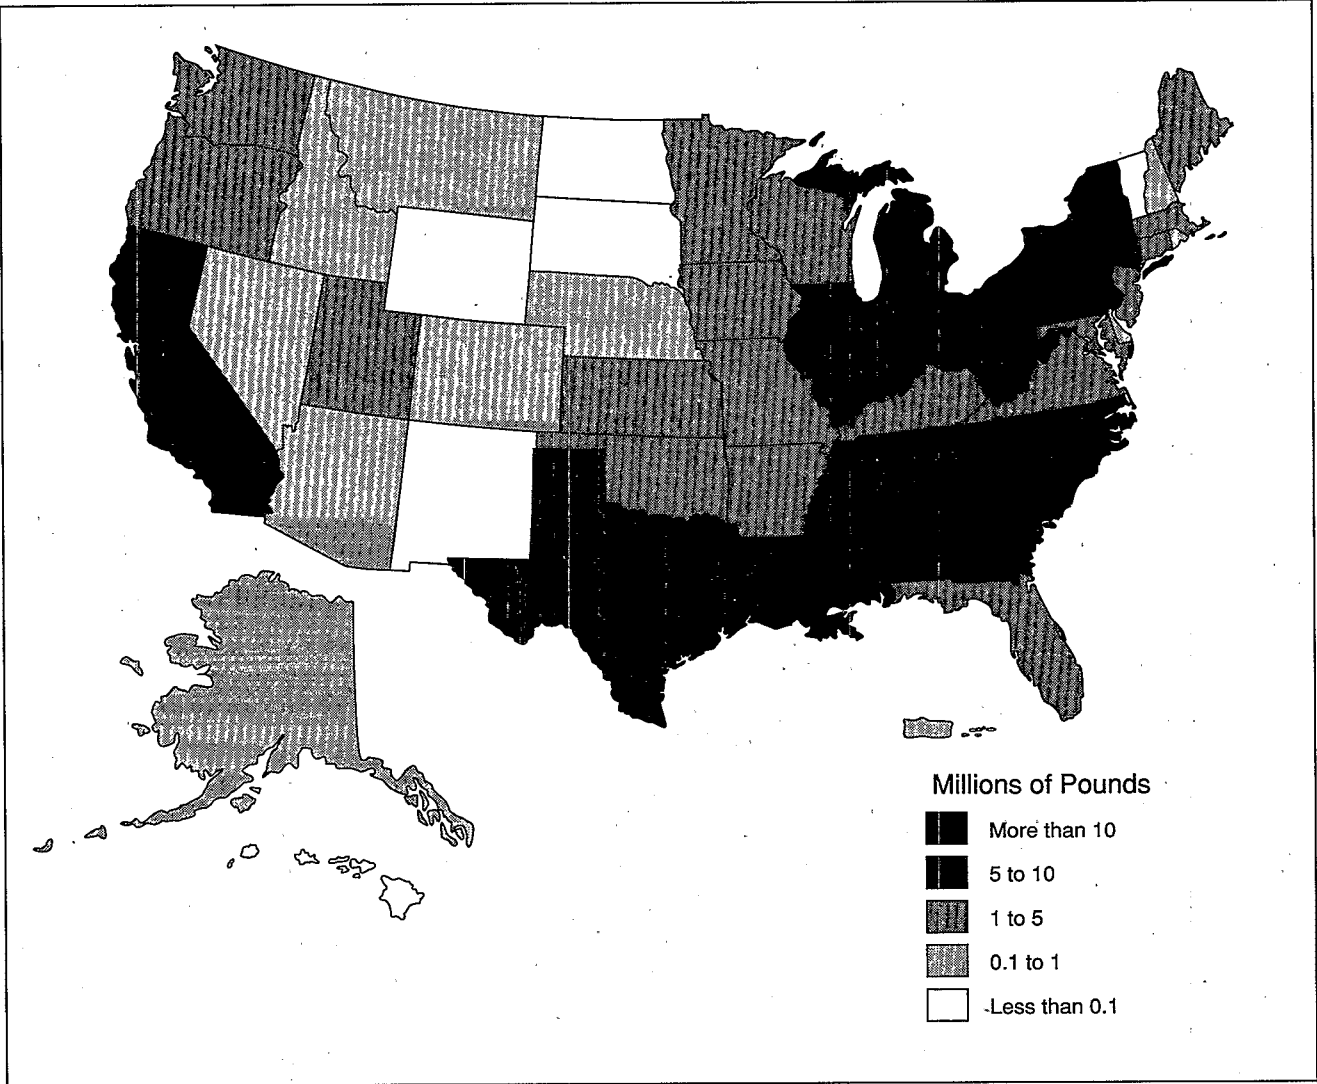 Millions of Pounds
More than 10
5 to 10
1 to 5
0.1 to 1
Less than 0.1